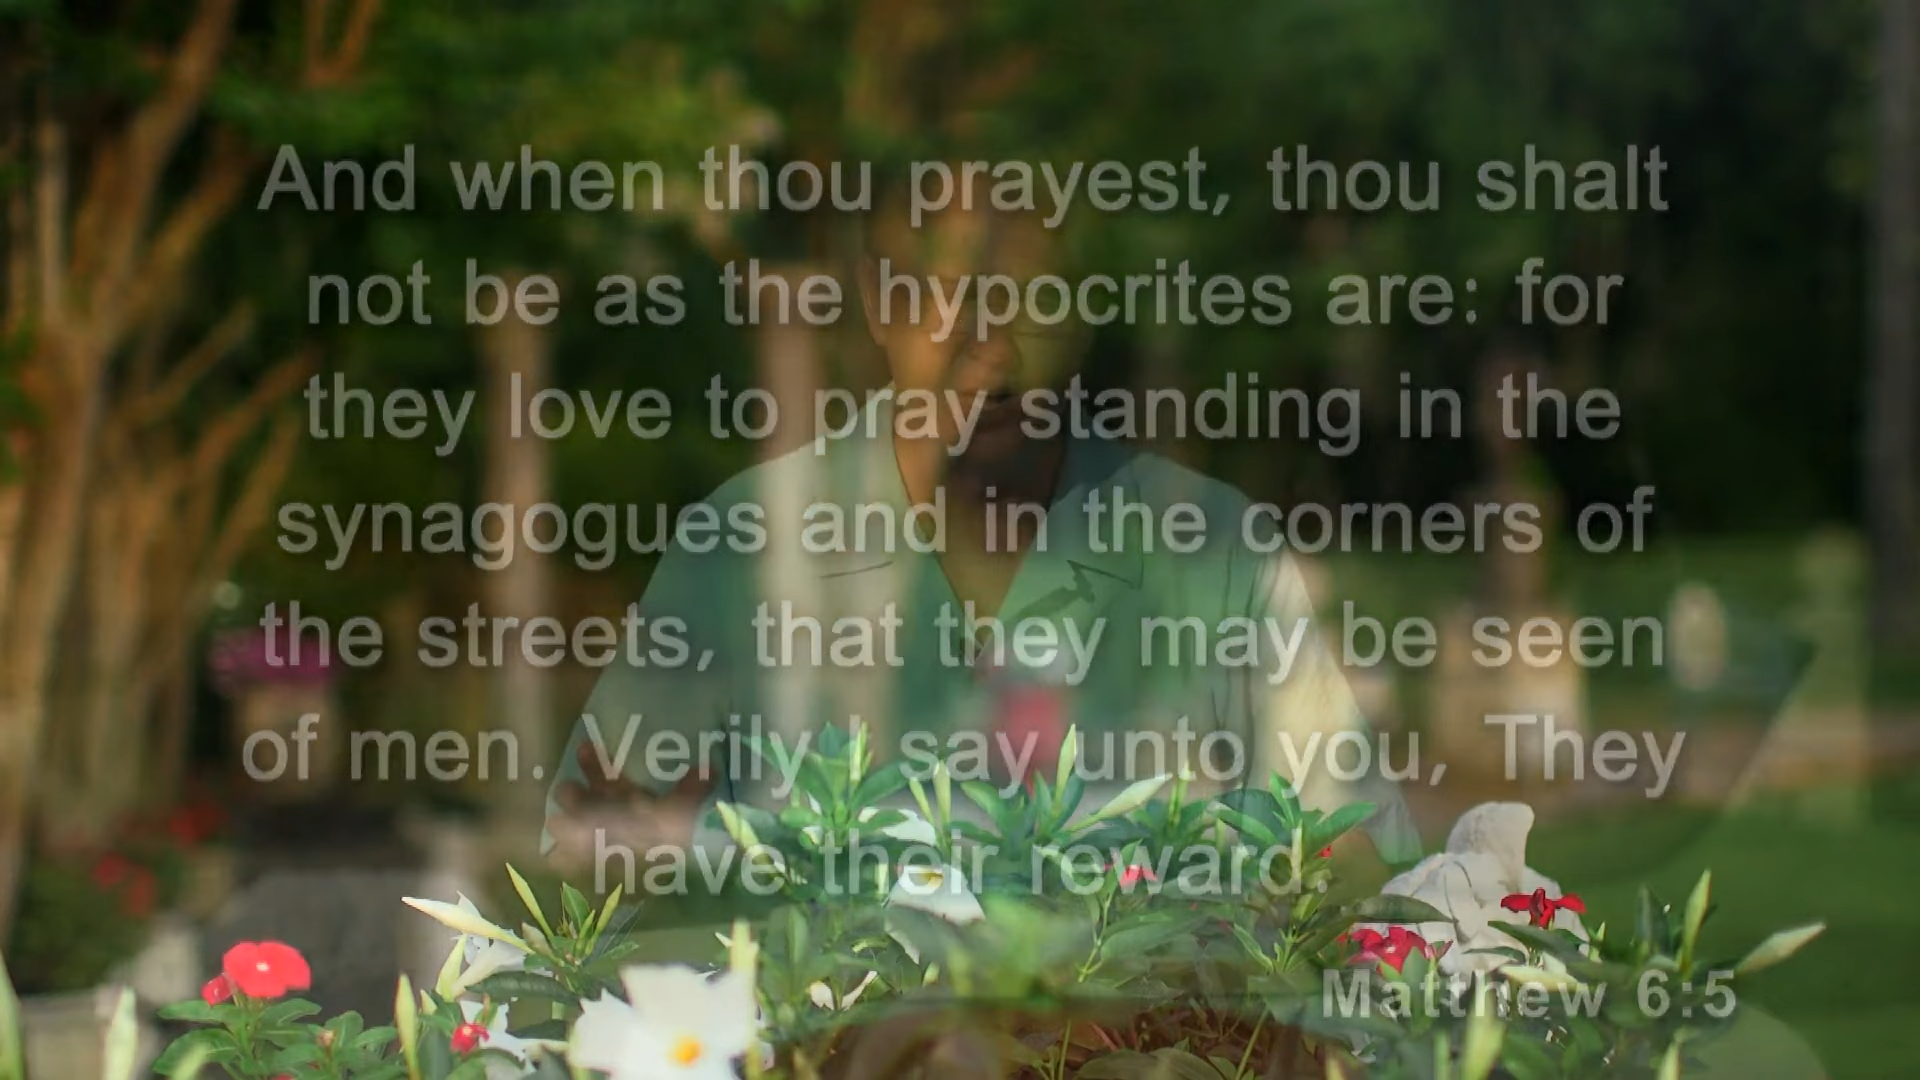 And when thou prayest, thou shalt
not be as the hypocrites are: for
they love to pray standing in the
synagogues and in the corners of
the streets, that they may be seen
of men. Verily I say unto you, They
have their reward.
Matthew 6:5